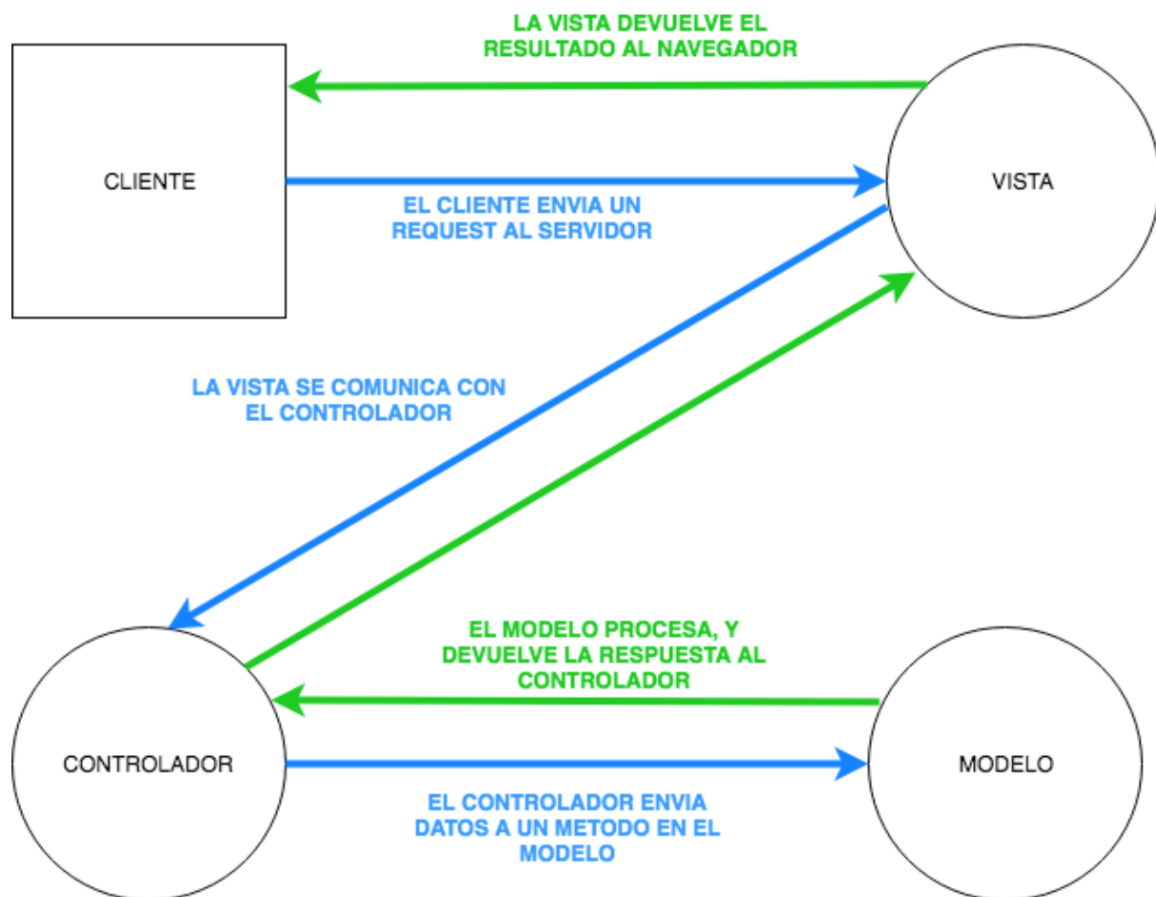 LA VISTA DEVUELVE EL
RESULTADO AL NAVEGADOR
CLIENTE
VISTA
EL CLIENTE ENVIA UN
REQUEST AL SERVIDOR
LA VISTA SE COMUNICA CON
EL CONTROLADOR
EL MODELO PROCESA, Y
DEVUELVE LA RESPUESTA AL
CONTROLADOR
CONTROLADOR
MODELO
EL CONTROLADOR ENVIA
DATOS A UN METODO EN EL
MODELO